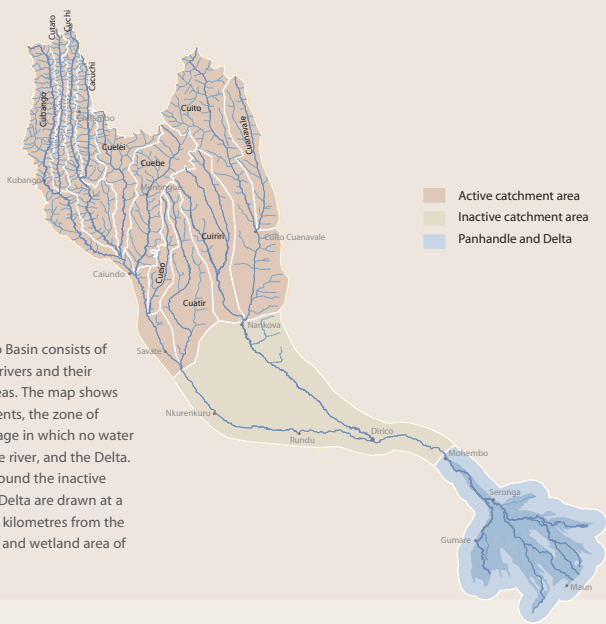 Cutato
Cuchi
Cacuchi
Cubango
Cuelei
Cuebe
Cuito
Cuanavale
Menongue
Kubango
Cuiriri
Cuito Cuanavale
Caiundo
Cueio
Cuatir
Nankova
Savate
Nkurenkuru
Rundu
Dirico
Mohembo
Seronga
Gumare
Maun
Active catchment area
Inactive catchment area
Panhandle and Delta
o Basin consists of
rivers and their
eas. The map shows
ents, the zone of
age in which no water
e river, and the Delta.
ound the inactive
Delta are drawn at a
kilometres from the
and wetland area of